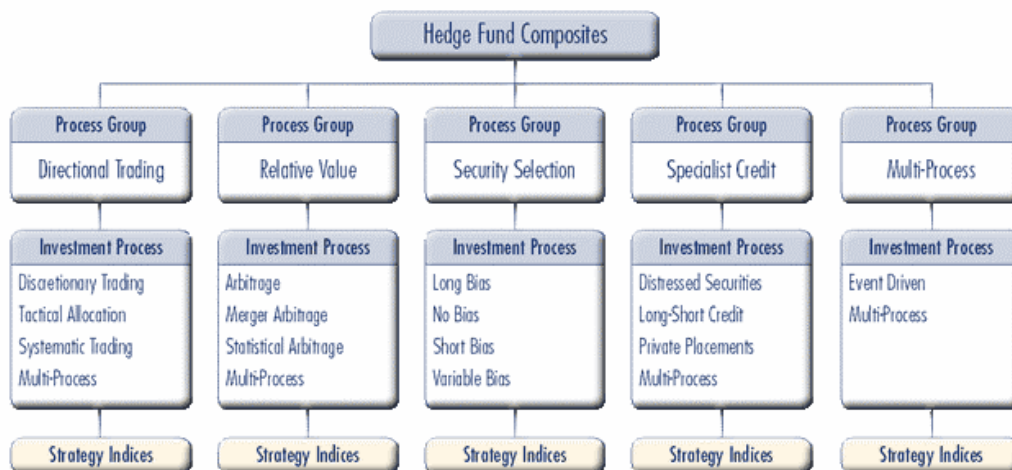 Hedge Fund Composites
Process Group
Directional Trading
Process Group
Relative Value
Process Group
Security Selection
Process Group
Specialist Credit
Process Group
Multi-Process
Investment Process
Discretionary Trading
Tactical Allocation
Systematic Trading
Multi-Process
Investment Process
Arbitrage
Merger Arbitrage
Statistical Arbitrage
Multi-Process
Investment Process
Long Bias
No Bias
Short Bias
Variable Bias
Investment Process
Distressed Securities
Long-Short Credit
Private Placements
Multi-Process
Investment Process
Event Driven
Multi-Process
Strategy Indices
Strategy Indices
Strategy Indices
Strategy Indices
Strategy Indices